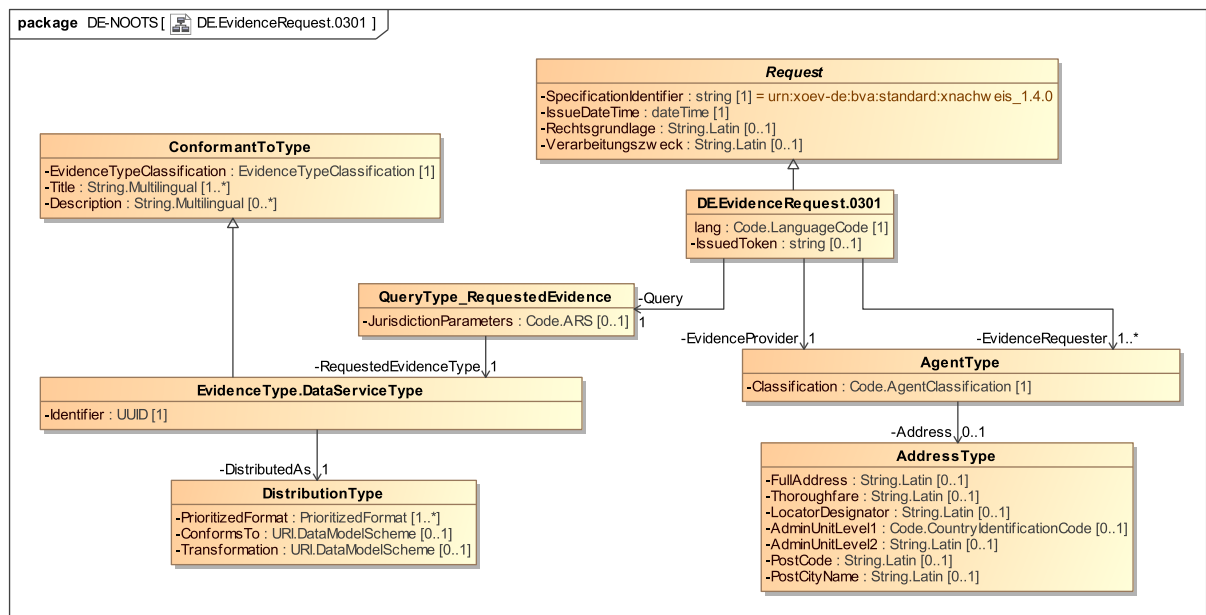 package DE-NOOTS [ DE.EvidenceRequest.0301 ]
Request
-SpecificationIdentifier : string [1] = urn:xoev-de:bva:standard:xnachweis_1.4.0
-IssueDateTime : dateTime [1]
-Rechtsgrundlage : String.Latin [0..1]
-Verarbeitungszweck : String.Latin [0..1]
ConformantToType
-EvidenceTypeClassification : EvidenceTypeClassification [1]
-Title : String.Multilingual [1..*]
-Description : String.Multilingual [0..*]
DE.EvidenceRequest.0301
lang : Code.LanguageCode [1]
-IssuedToken : string [0..1]
QueryType_RequestedEvidence
-JurisdictionParameters : Code.ARS [0..1]
-Query
1
-EvidenceProvider 1
-EvidenceRequester 1..*
-RequestedEvidenceType 1
AgentType
-Classification : Code.AgentClassification [1]
EvidenceType.DataServiceType
-Identifier : UUID [1]
-Address 0..1
-DistributedAs 1
AddressType
-FullAddress : String.Latin [0..1]
-Thoroughfare : String.Latin [0..1]
-LocatorDesignator : String.Latin [0..1]
-AdminUnitLevel1 : Code.CountryIdentificationCode [0..1]
-AdminUnitLevel2 : String.Latin [0..1]
-PostCode : String.Latin [0..1]
-PostCityName : String.Latin [0..1]
DistributionType
-PrioritizedFormat : PrioritizedFormat [1..*]
-ConformsTo : URI.DataModelScheme [0..1]
-Transformation : URI.DataModelScheme [0..1]